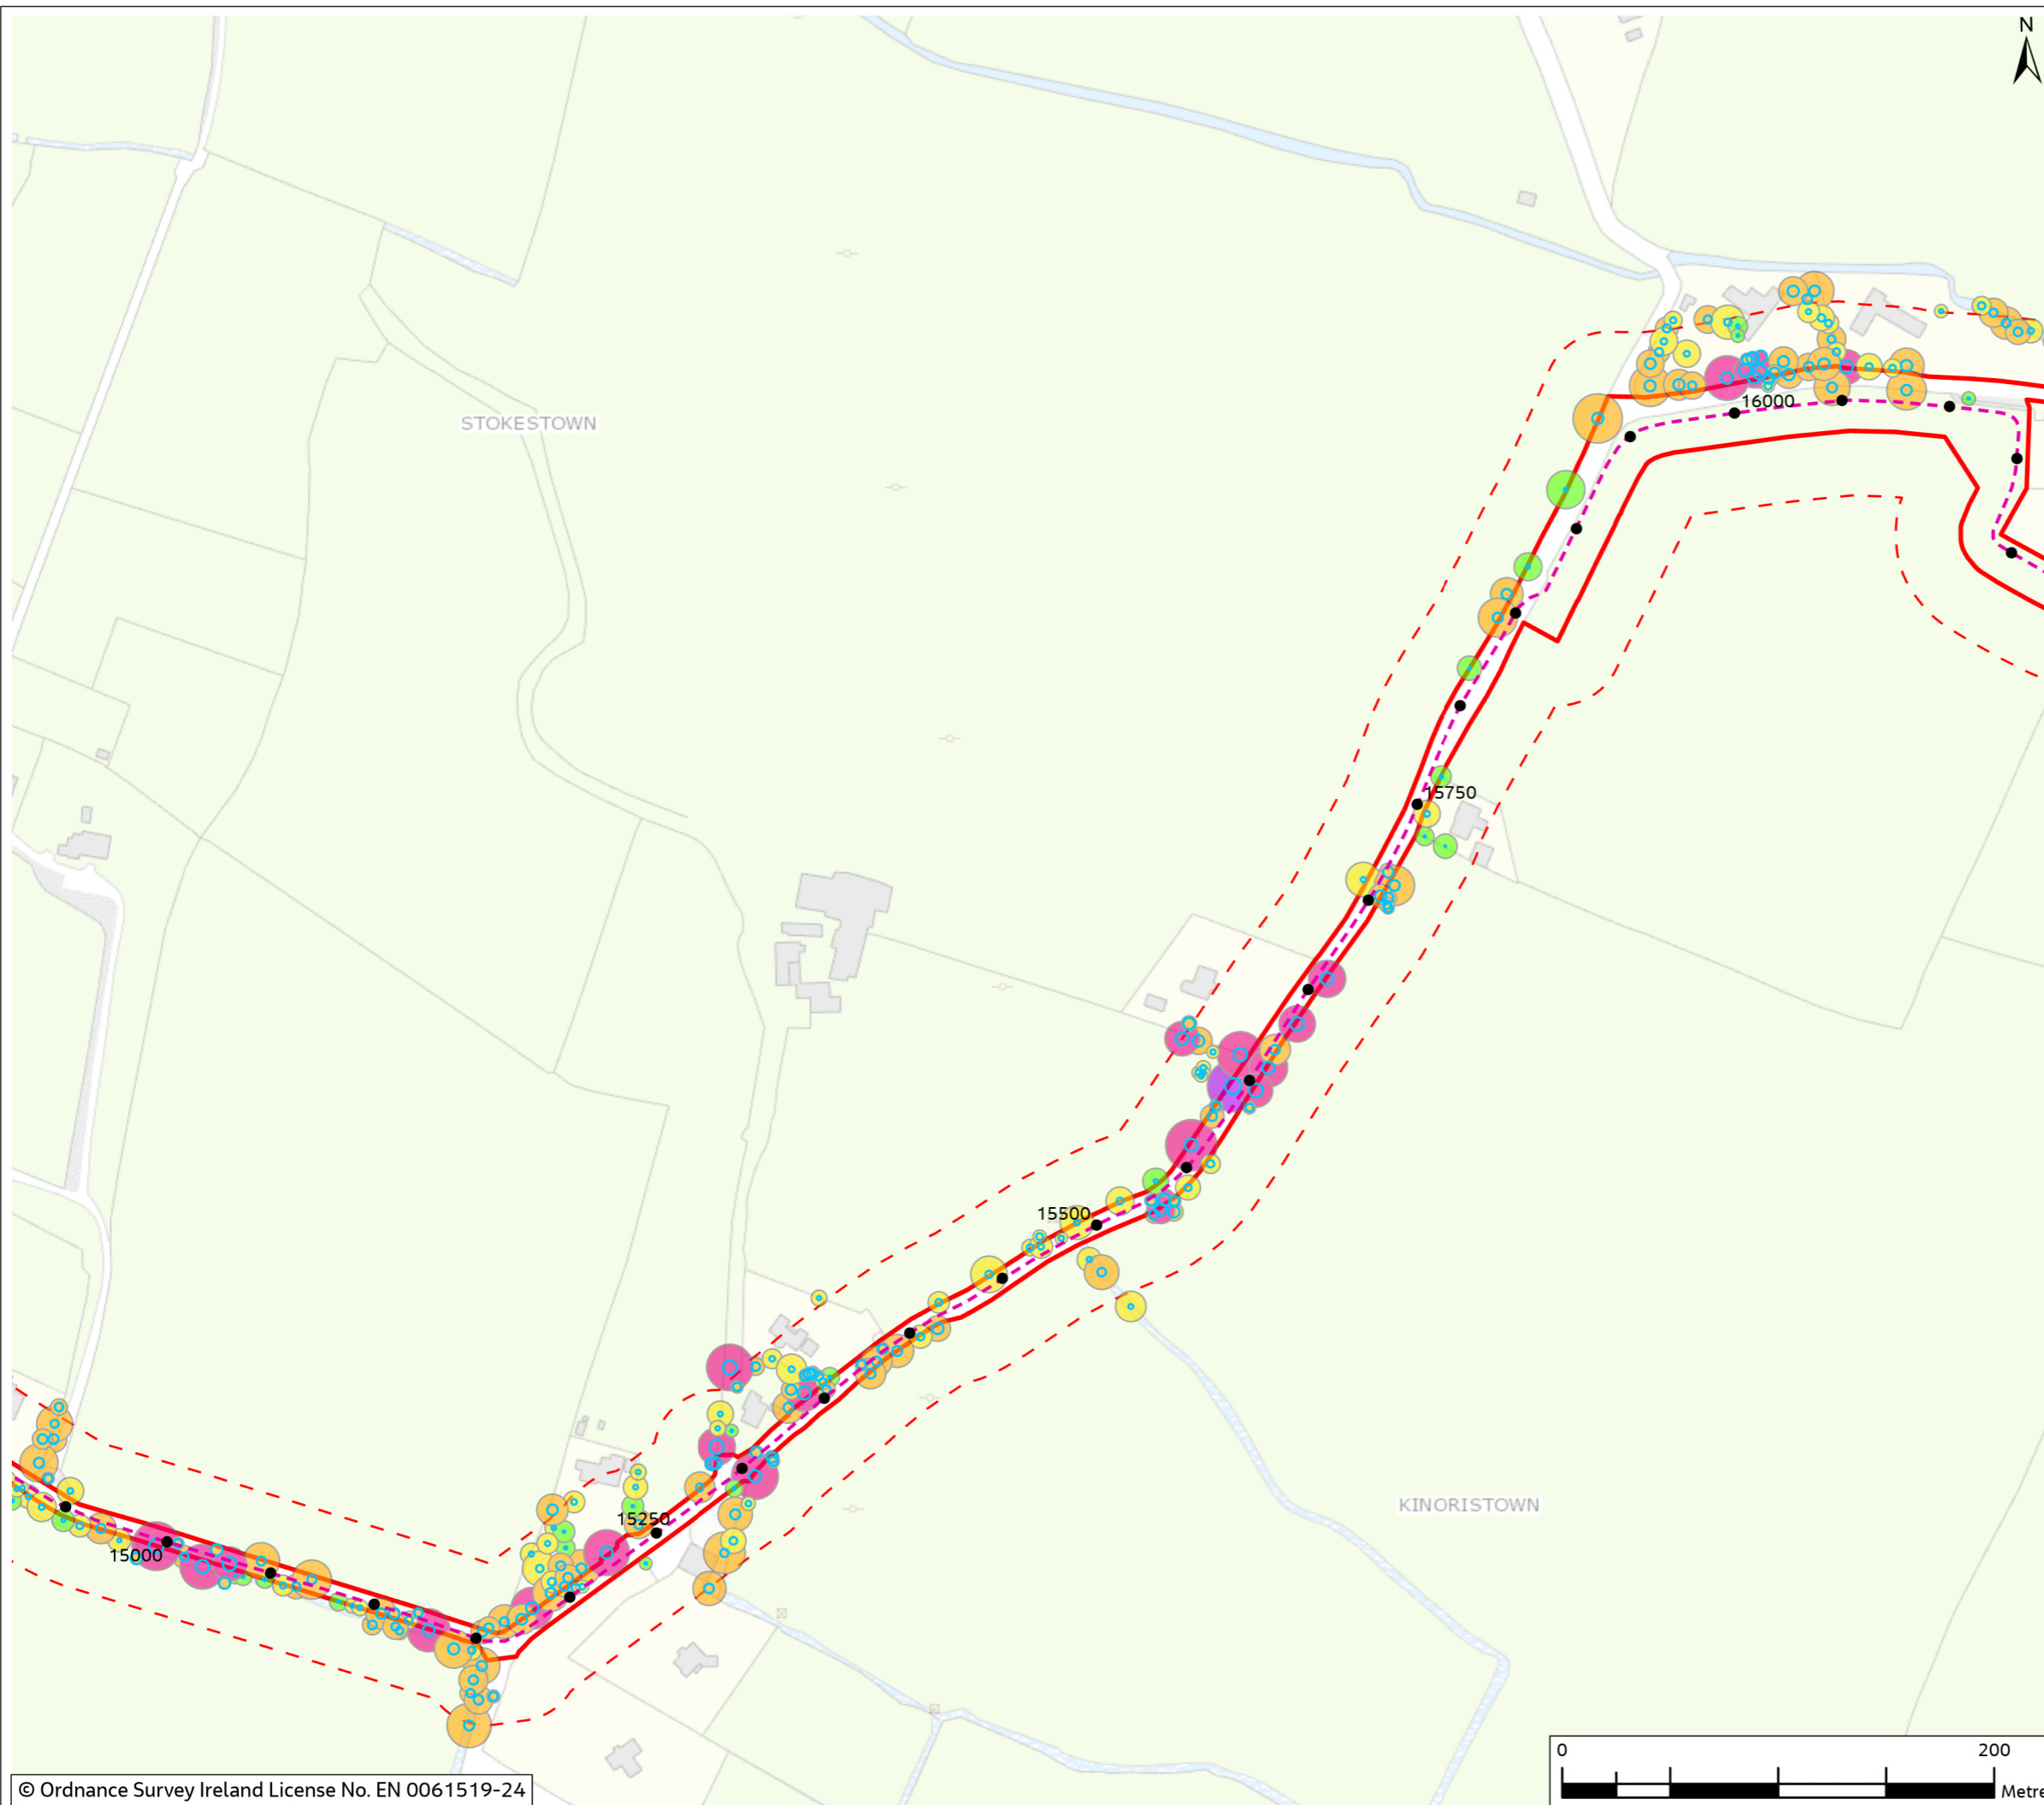 N
16000
STOKESTOWN
15750
15500
KINORISTOWN
15250
15000
0 200
Metre
© Ordnance Survey Ireland License No. EN 0061519-24